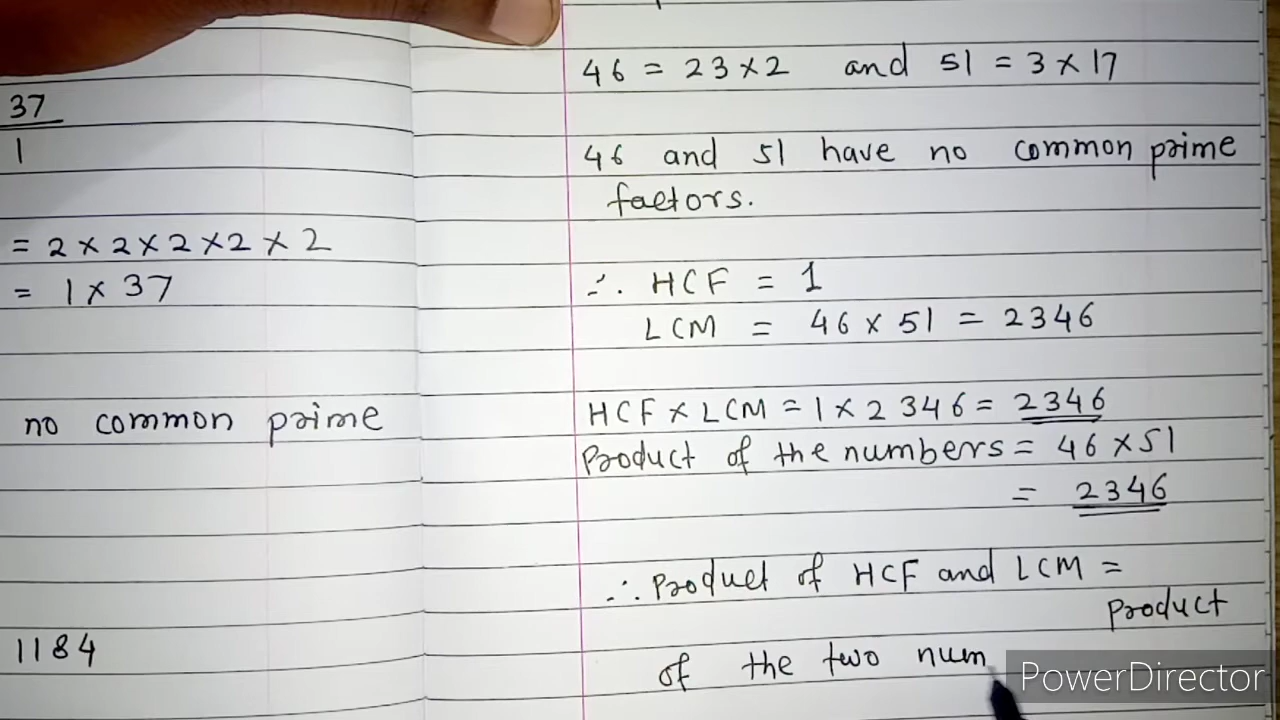 37
1
= 2 × 2 × 2 × 2 × 2
= 1 × 37
no common prime
1184
46 = 23 × 2 and 51 = 3 × 17
46 and 51 have no common prime
factors.
∴ HCF = 1
LCM = 46 × 51 = 2346
HCF × LCM = 1 × 2346 = 2346
Product of the numbers = 46 × 51
= 2346
∴ Product of HCF and LCM =
Product
of the two num
PowerDirector